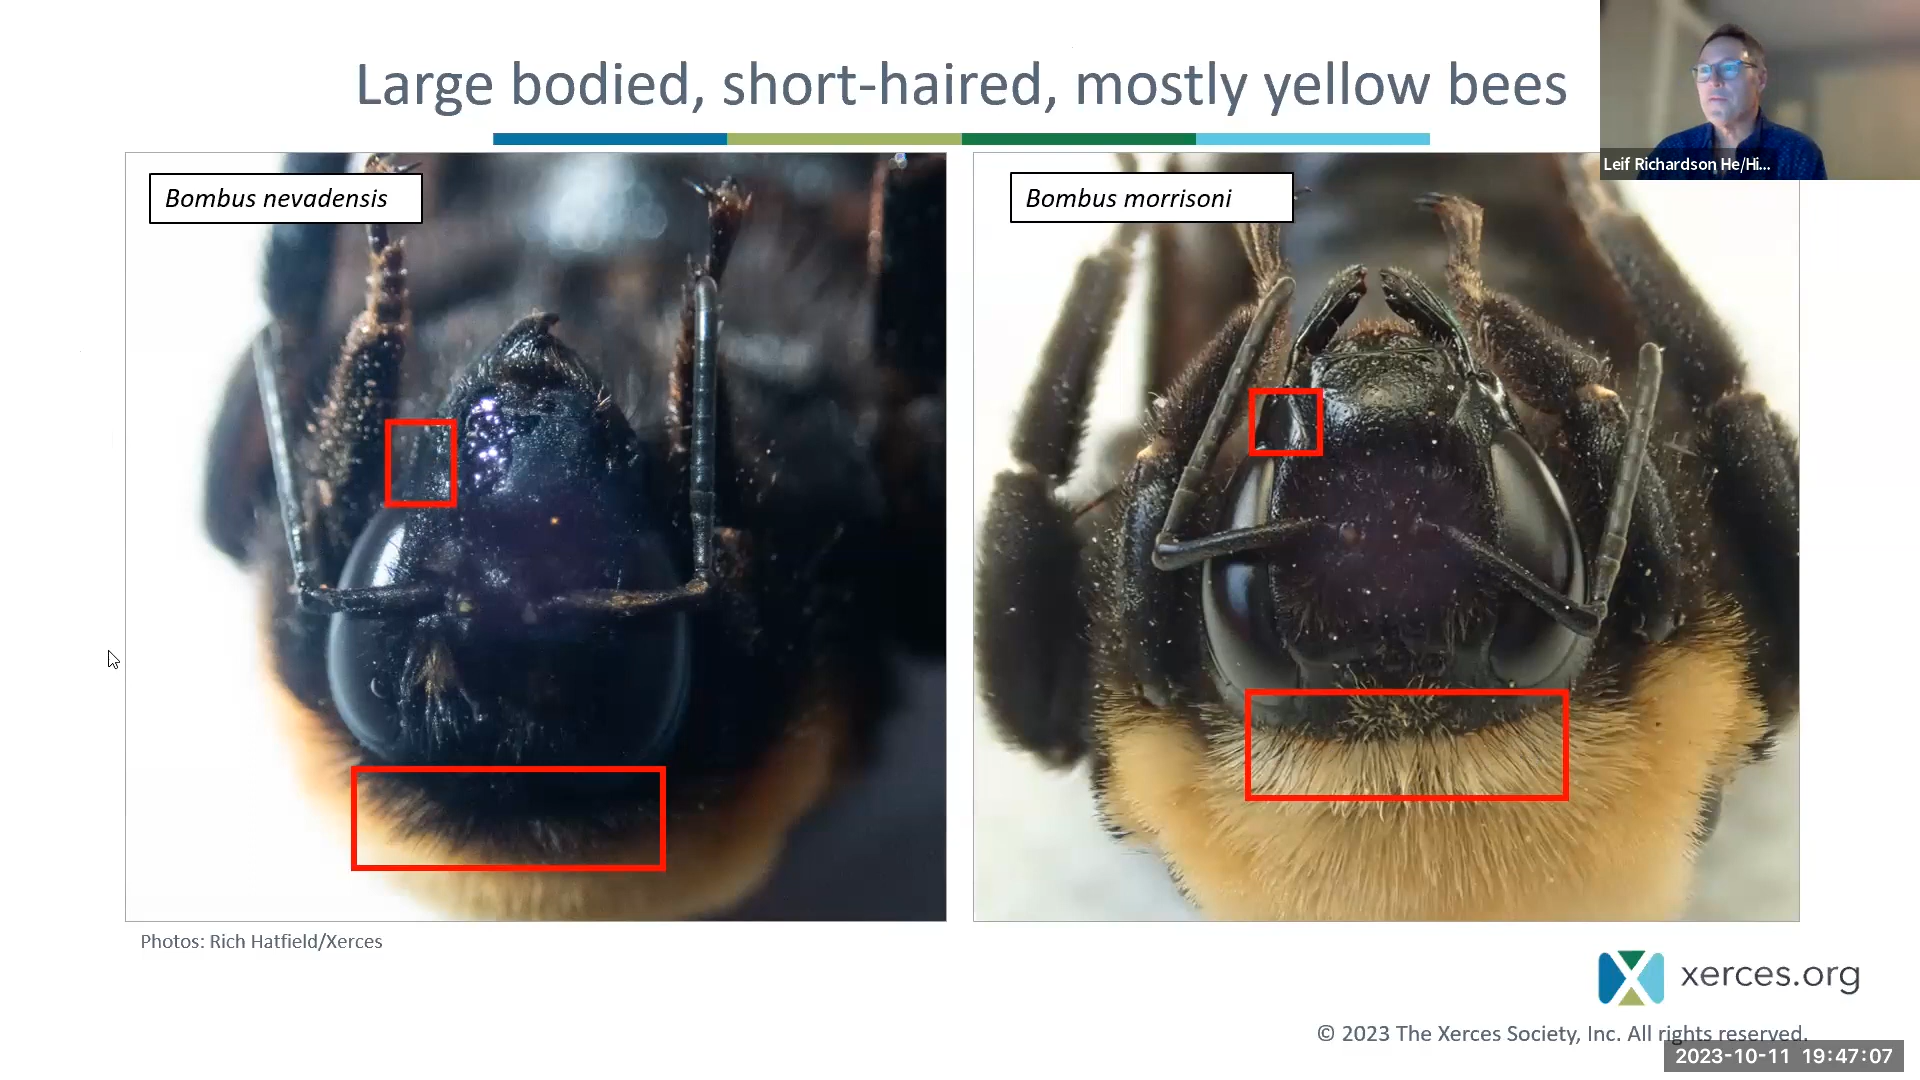 Large bodied, short-haired, mostly yellow bees
Leif Richardson He/Hi...
Bombus nevadensis
Bombus morrisoni
Photos: Rich Hatfield/Xerces
xerces.org
© 2023 The Xerces Society, Inc. All rights reserved.
2023-10-11 19:47:07